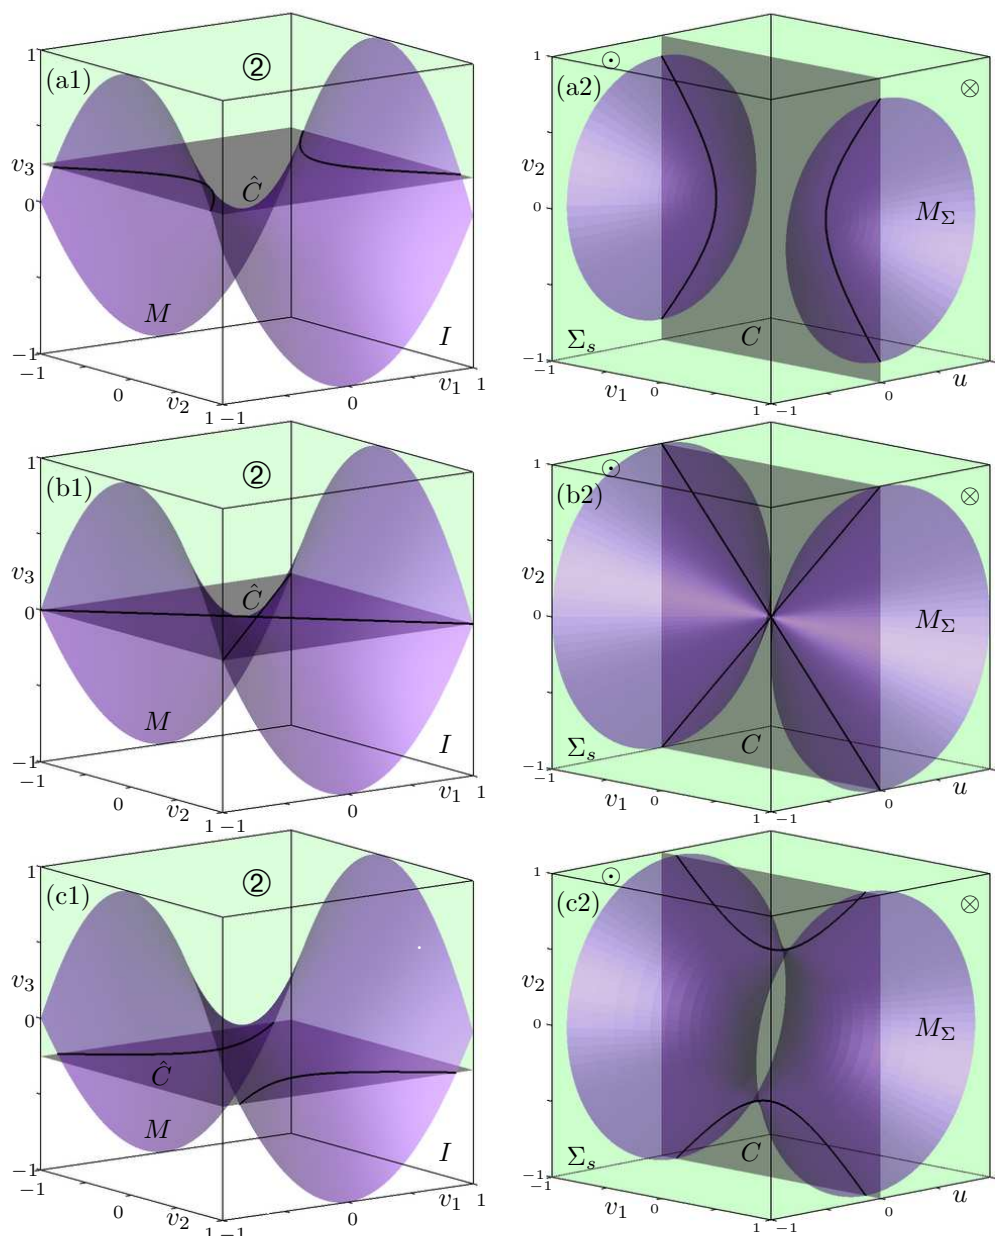 (a1) ② 1 v₃ 0 −1 Ĉ M I −1 0 v₂ 1 −1 0 v₁ 1
(a2) ⊙ ⊗ 1 v₂ 0 −1 M_Σ Σ_s C −1 v₁ 0 1 −1 0 u
(b1) ② 1 v₃ 0 −1 Ĉ M I −1 0 v₂ 1 −1 0 v₁ 1
(b2) ⊙ ⊗ 1 v₂ 0 −1 M_Σ Σ_s C −1 v₁ 0 1 −1 0 u
(c1) ② 1 v₃ 0 −1 Ĉ M I −1 0 v₂ 1 −1 0 v₁ 1
(c2) ⊙ ⊗ 1 v₂ 0 −1 M_Σ Σ_s C −1 v₁ 0 1 −1 0 u